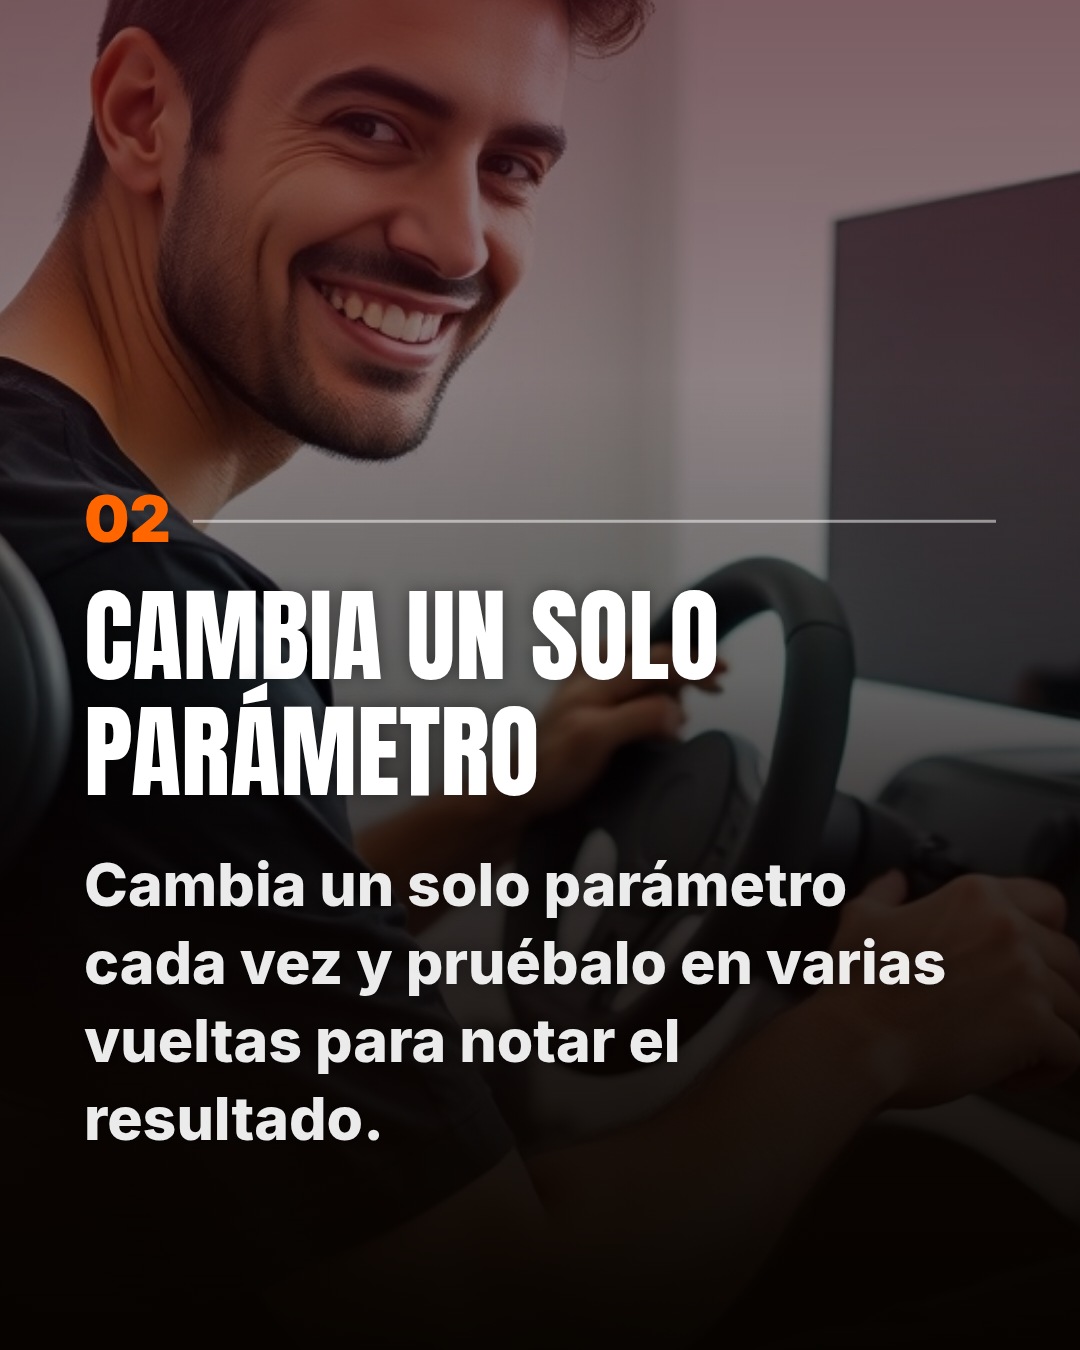 02
CAMBIA UN SOLO
PARÁMETRO
Cambia un solo parámetro
cada vez y pruébalo en varias
vueltas para notar el
resultado.